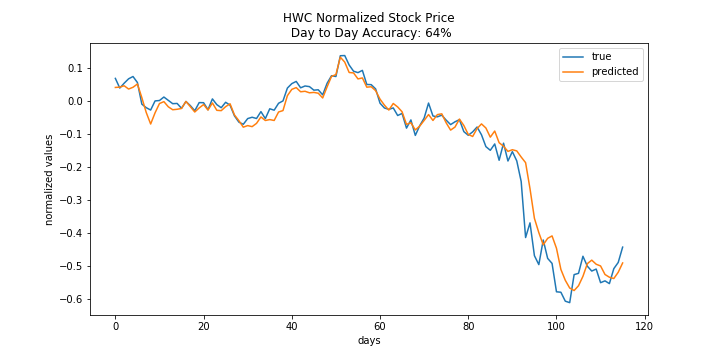 HWC Normalized Stock Price
Day to Day Accuracy: 64%
true
predicted
normalized values
0.1
0.0
−0.1
−0.2
−0.3
−0.4
−0.5
−0.6
0
20
40
60
80
100
120
days